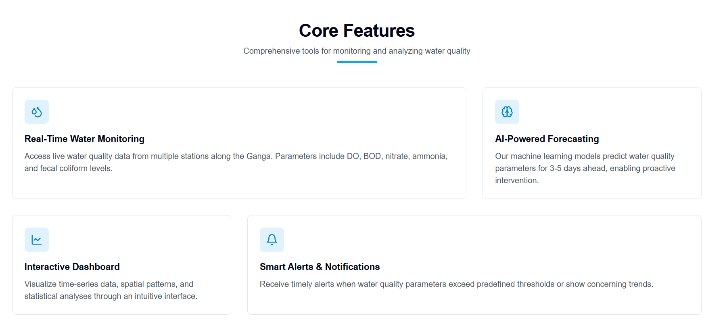 Core Features
Comprehensive tools for monitoring and analyzing water quality
Real-Time Water Monitoring
Access live water quality data from multiple stations along the Ganga. Parameters include DO, BOD, nitrate, ammonia,
and fecal coliform levels.
AI-Powered Forecasting
Our machine learning models predict water quality
parameters for 3-5 days ahead, enabling proactive
intervention.
Interactive Dashboard
Visualize time-series data, spatial patterns, and
statistical analyses through an intuitive interface.
Smart Alerts & Notifications
Receive timely alerts when water quality parameters exceed predefined thresholds or show concerning trends.